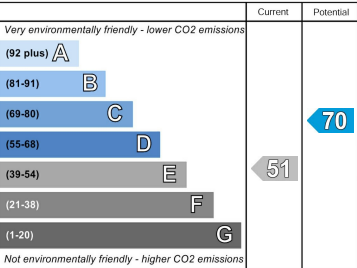 Current Potential
Very environmentally friendly - lower CO2 emissions
(92 plus) A
(81-91) B
(69-80) C
70
(55-68) D
(39-54) E
51
(21-38) F
(1-20) G
Not environmentally friendly - higher CO2 emissions